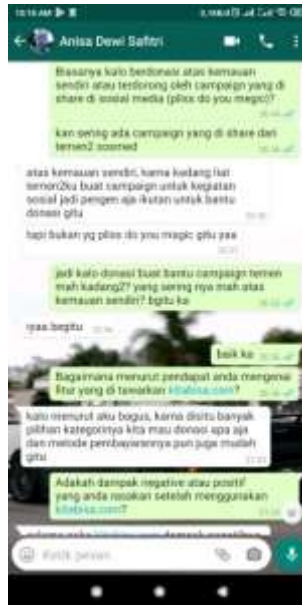 10:16 AM
Anisa Dewi Safitri
Biasanya kalo berdonasi atas kemauan
sendiri atau terdorong oleh campaign yang di
share di sosial media (pliss do you megic)?
kan sering ada campaign yang di share dari
temen2 sosmed
atas kemauan sendiri, karna kadang liat
temen2ku buat campaign untuk kegiatan
sosial jadi pengen aja ikutan untuk bantu
donasi gitu
tapi bukan yg pliss do you magic gitu yaa
jadi kalo donasi buat bantu campaign temen
mah kadang2? yang sering nya mah atas
kemauan sendiri? bgitu ka
iyaa begitu
baik ka
Bagaimana menurut pendapat anda mengenai
fitur yang di tawarkan kitabisa.com?
kalo menurut aku bagus, karna disitu banyak
pilihan kategorinya kita mau donasi apa aja
dan metode pembayarannya pun juga mudah
gitu
Adakah dampak negative atau positif
yang anda rasakan setelah menggunakan
kitabisa.com?
Ketik pesan